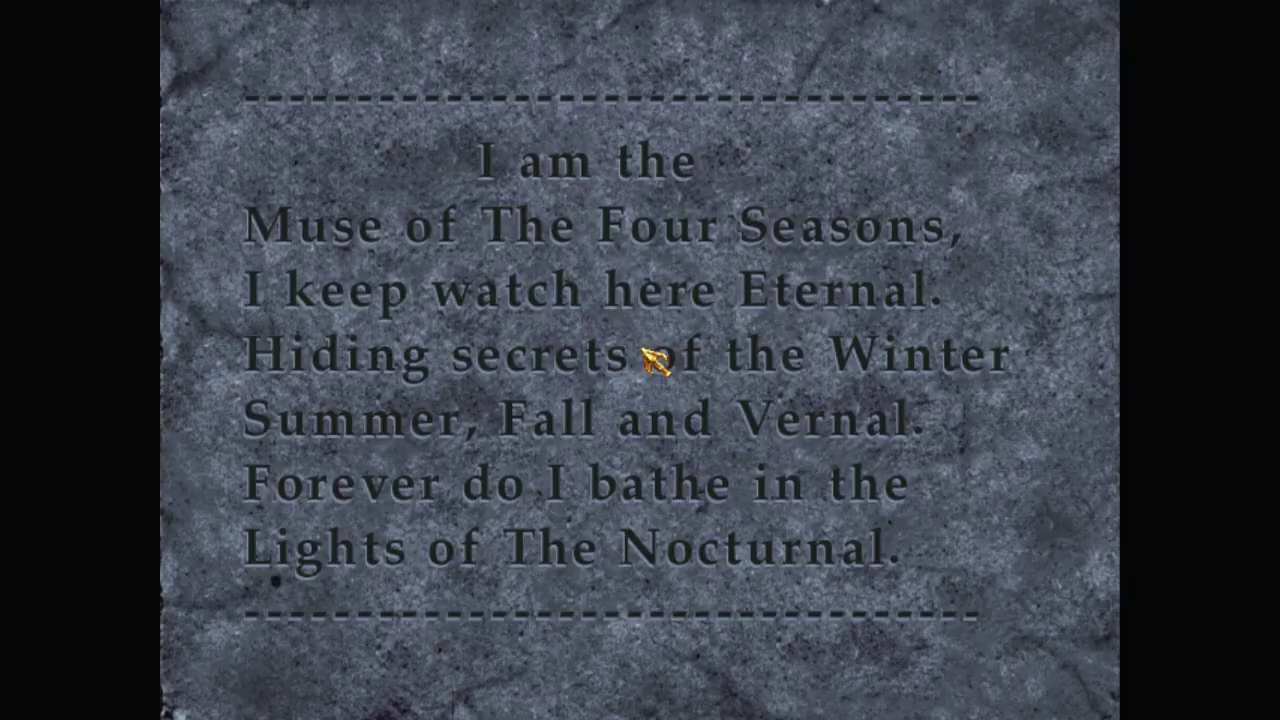 ---------------------------------
I am the
Muse of The Four Seasons,
I keep watch here Eternal.
Hiding secrets of the Winter
Summer, Fall and Vernal.
Forever do I bathe in the
Lights of The Nocturnal.
---------------------------------